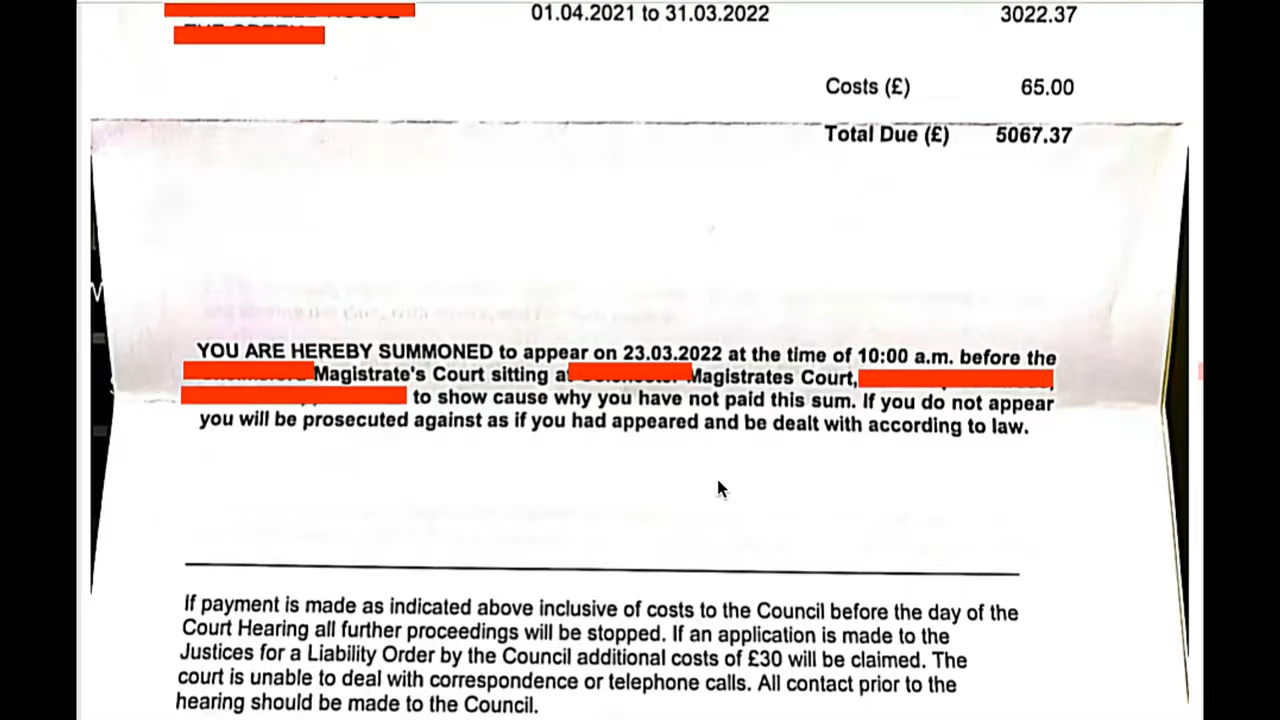 01.04.2021 to 31.03.2022 3022.37
Costs (£) 65.00
Total Due (£) 5067.37
YOU ARE HEREBY SUMMONED to appear on 23.03.2022 at the time of 10:00 a.m. before the
Magistrate's Court sitting at Magistrates Court,
to show cause why you have not paid this sum. If you do not appear
you will be prosecuted against as if you had appeared and be dealt with according to law.
If payment is made as indicated above inclusive of costs to the Council before the day of the
Court Hearing all further proceedings will be stopped. If an application is made to the
Justices for a Liability Order by the Council additional costs of £30 will be claimed. The
court is unable to deal with correspondence or telephone calls. All contact prior to the
hearing should be made to the Council.